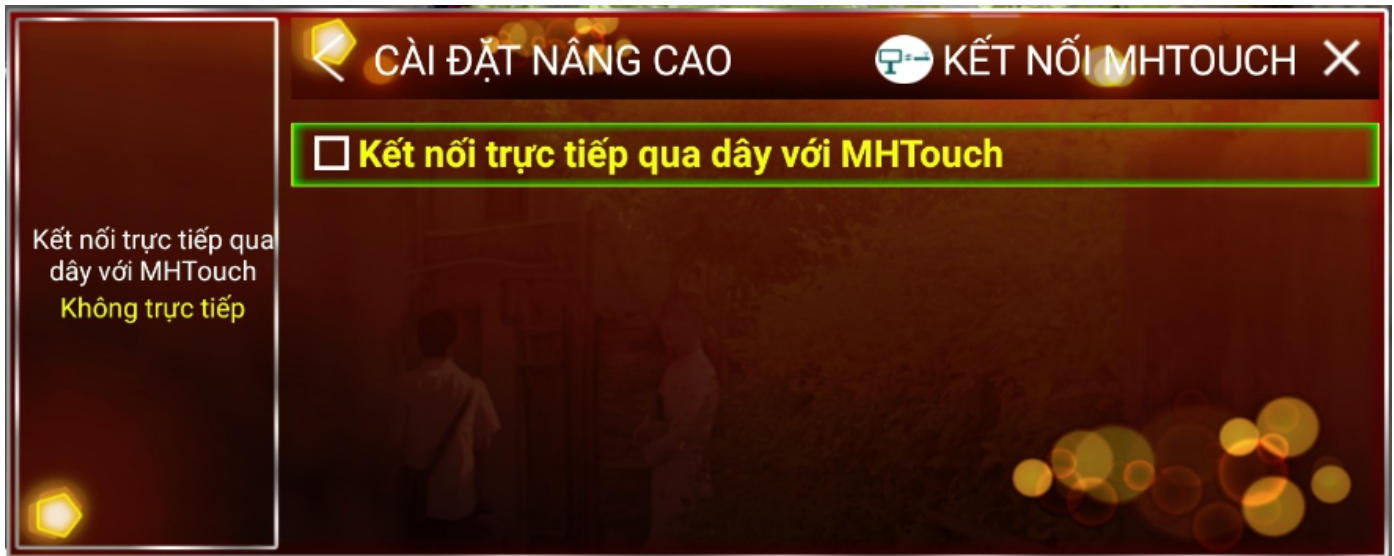 CÀI ĐẶT NÂNG CAO
KẾT NỐI MHTOUCH
Kết nối trực tiếp qua dây với MHTouch
Kết nối trực tiếp qua
dây với MHTouch
Không trực tiếp